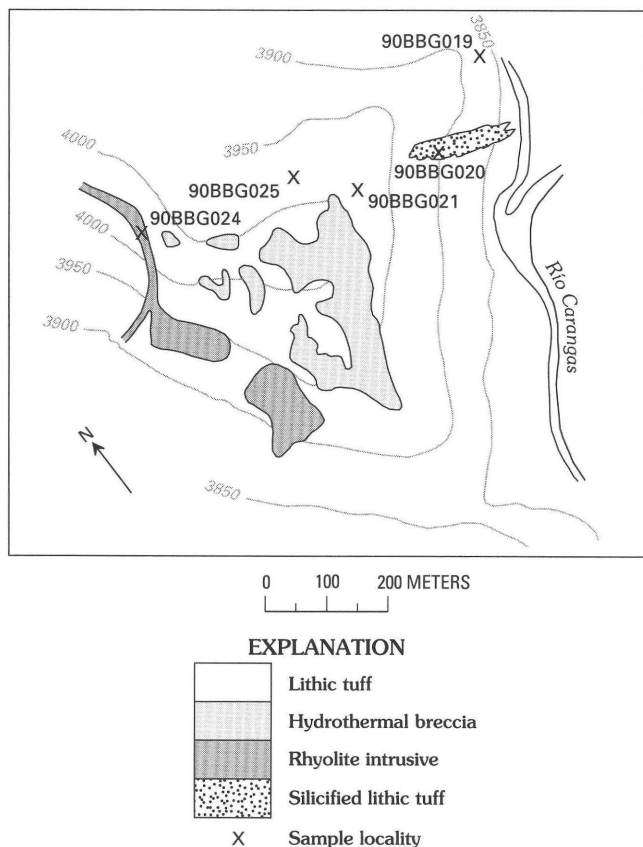 90BBG019
3850
3900
4000
3950
90BBG020
90BBG025
90BBG021
90BBG024
4000
3950
3900
Río Carangas
N
3850
0 100 200 METERS
EXPLANATION
Lithic tuff
Hydrothermal breccia
Rhyolite intrusive
Silicified lithic tuff
X Sample locality